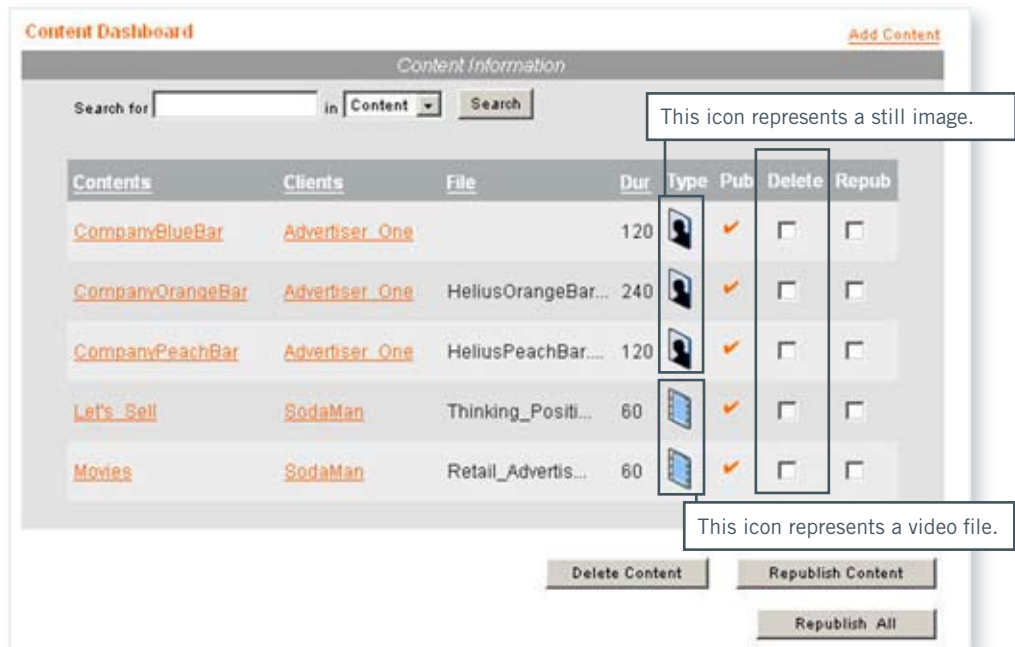 Content Dashboard
Add Content
Content Information
Search for in Content Search
This icon represents a still image.
Contents Clients File Dur Type Pub Delete Repub
CompanyBlueBar Advertiser_One 120
CompanyOrangeBar Advertiser_One HeliusOrangeBar... 240
CompanyPeachBar Advertiser_One HeliusPeachBar.... 120
Let's_Sell SodaMan Thinking_Positi... 60
Movies SodaMan Retail_Advertis... 60
This icon represents a video file.
Delete Content Republish Content
Republish All